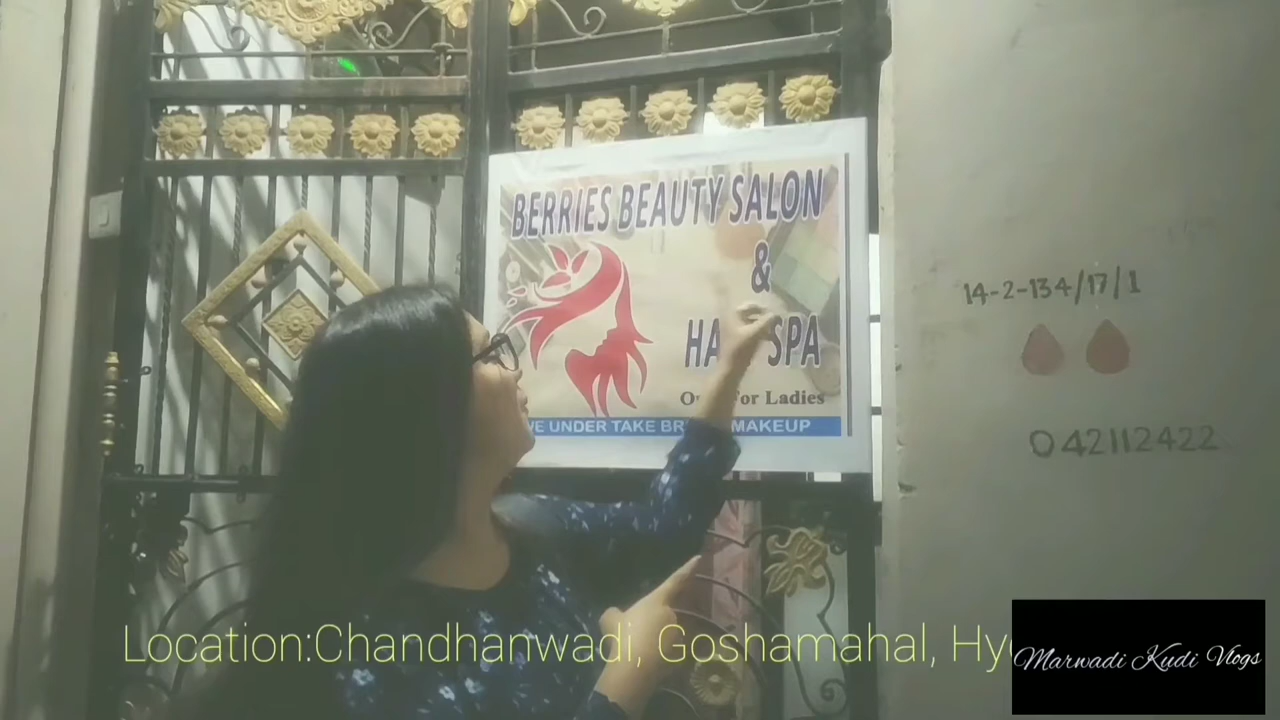 BERRIES BEAUTY SALON
&
HA SPA
For Ladies
WE UNDER TAKE BR MAKEUP
14-2-134/17/1
042112422
Location:Chandhanwadi, Goshamahal, Hy
Marwadi Kudi Vlogs